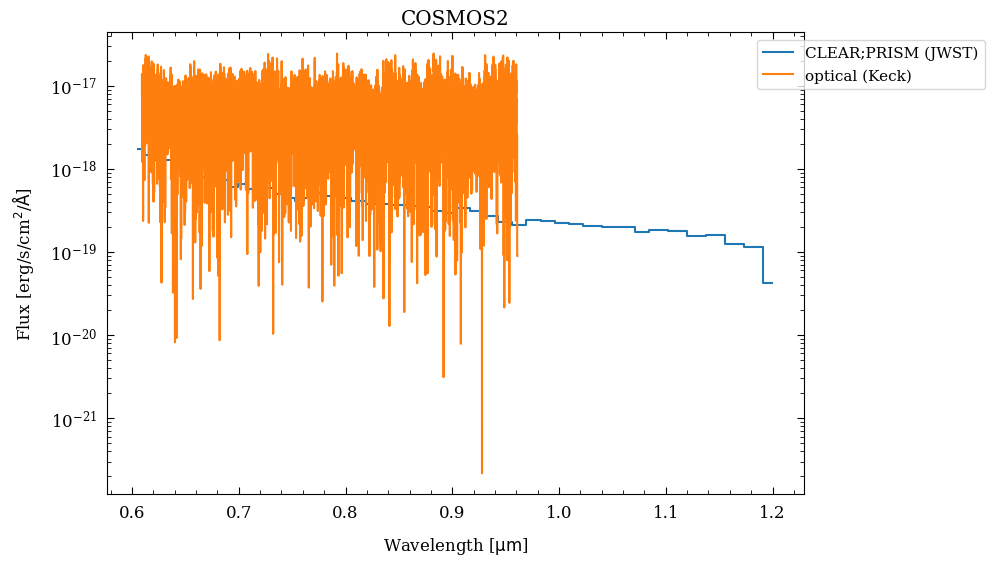 COSMOS2
CLEAR;PRISM (JWST)
optical (Keck)
Flux [erg/s/cm²/Å]
10⁻¹⁷
10⁻¹⁸
10⁻¹⁹
10⁻²⁰
10⁻²¹
0.6 0.7 0.8 0.9 1.0 1.1 1.2
Wavelength [μm]